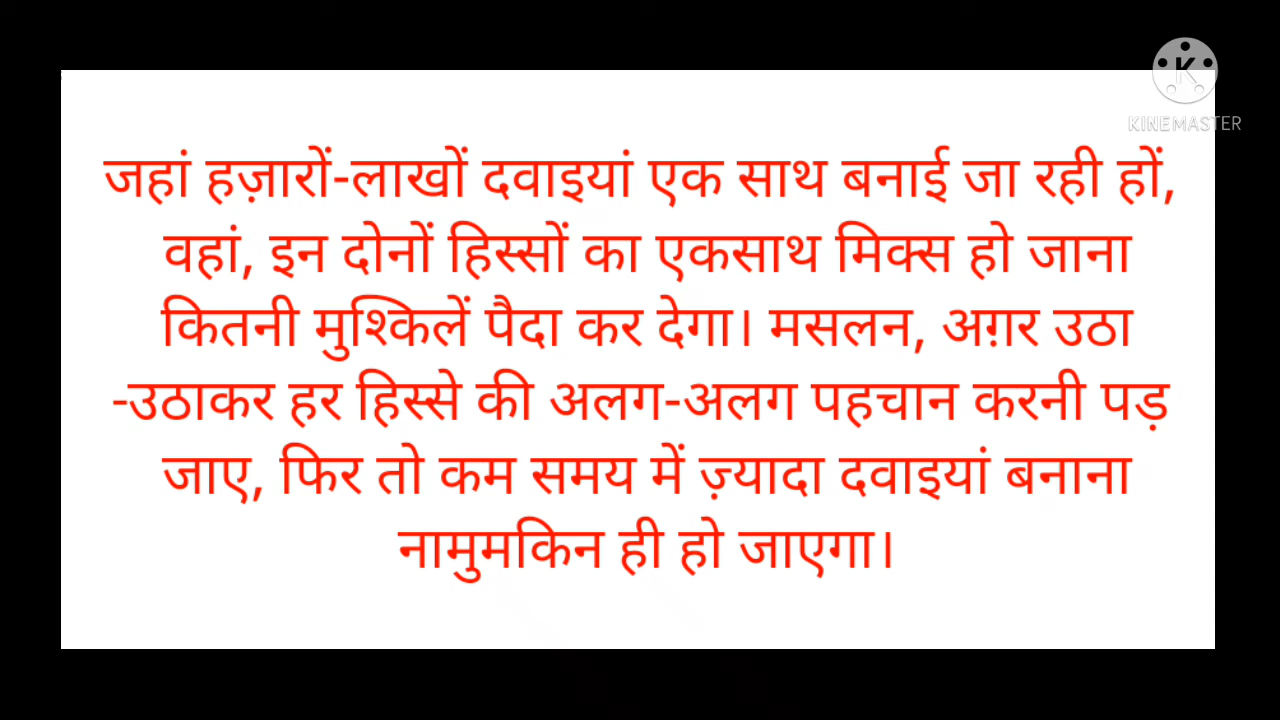 KINEMASTER
जहां हज़ारों-लाखों दवाइयां एक साथ बनाई जा रही हों,
वहां, इन दोनों हिस्सों का एकसाथ मिक्स हो जाना
कितनी मुश्किलें पैदा कर देगा। मसलन, अग़र उठा
-उठाकर हर हिस्से की अलग-अलग पहचान करनी पड़
जाए, फिर तो कम समय में ज़्यादा दवाइयां बनाना
नामुमकिन ही हो जाएगा।